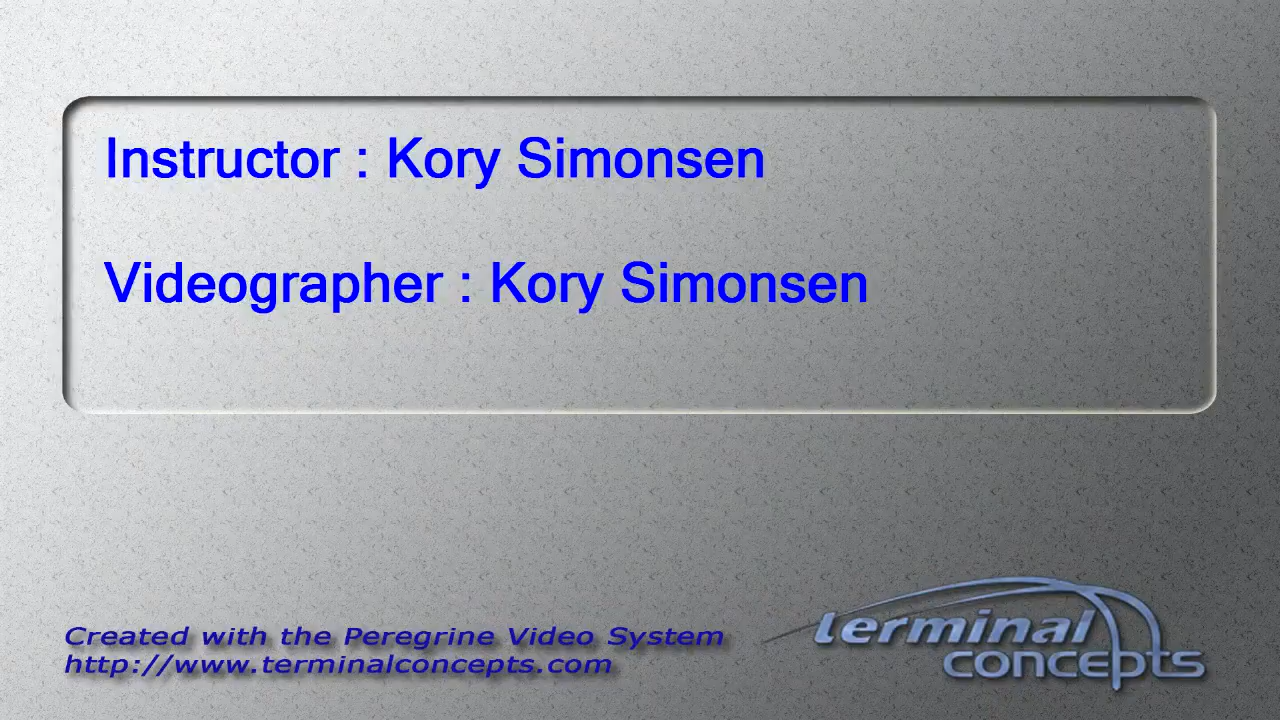 Instructor : Kory Simonsen
Videographer : Kory Simonsen
Created with the Peregrine Video System
http://www.terminalconcepts.com
terminal
concepts